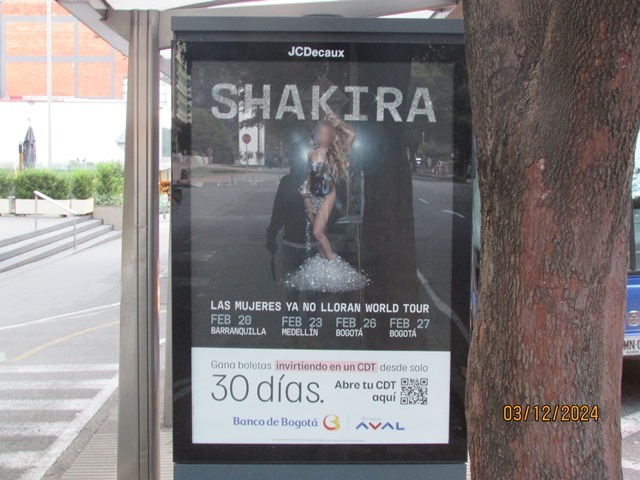 JCDecaux
SHAKIRA
LAS MUJERES YA NO LLORAN WORLD TOUR
FEB 20 FEB 23 FEB 26 FEB 27
BARRANQUILLA MEDELLÍN BOGOTÁ BOGOTÁ
Gana boletas invirtiendo en un CDT desde solo
30 días.
Abre tu CDT
aquí
Banco de Bogotá
AVAL
03/12/2024